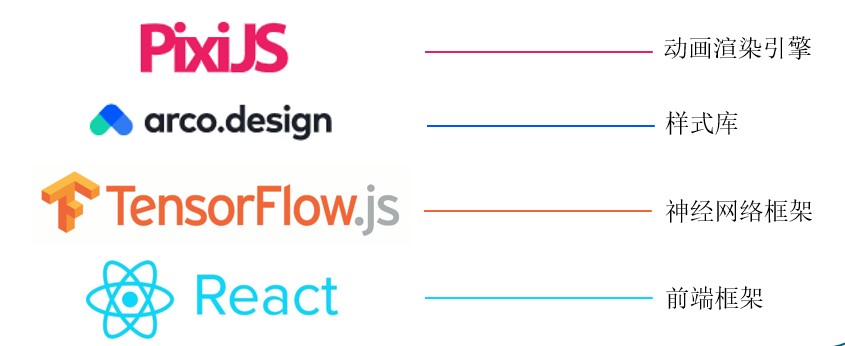 PixiJS
动画渲染引擎
arco.design
样式库
TensorFlow.js
神经网络框架
React
前端框架